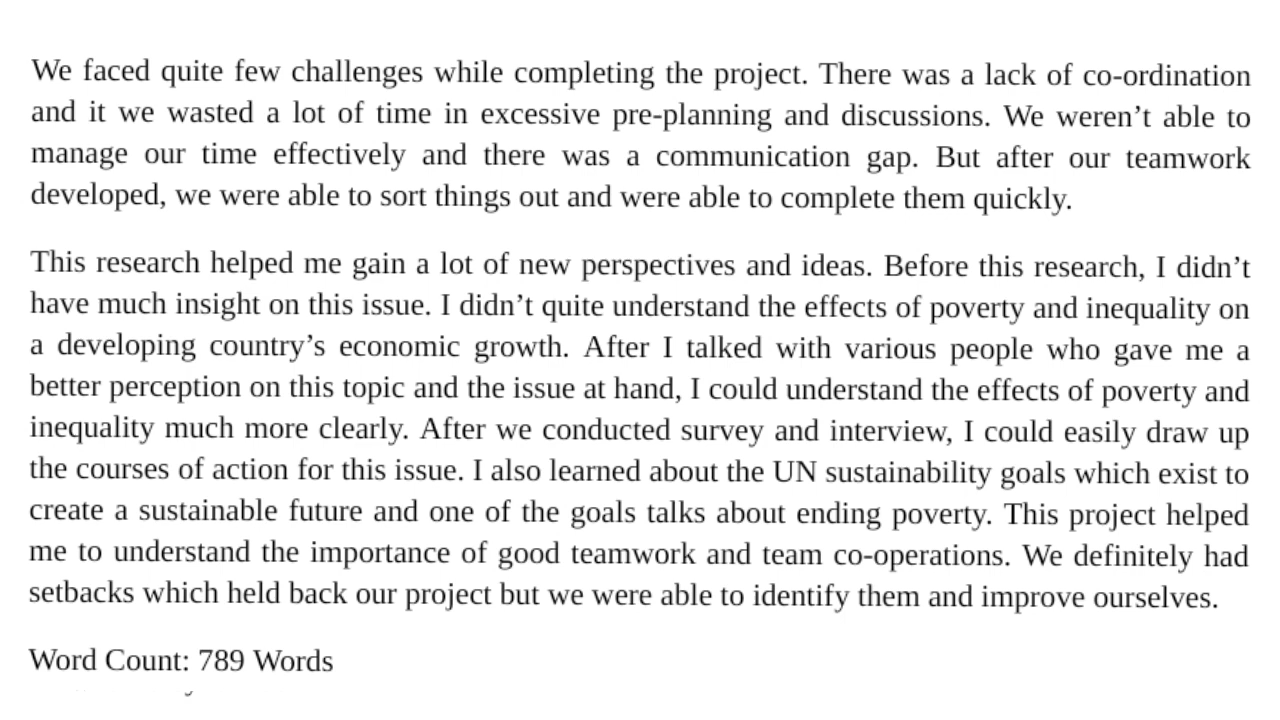 We faced quite few challenges while completing the project. There was a lack of co-ordination
and it we wasted a lot of time in excessive pre-planning and discussions. We weren’t able to
manage our time effectively and there was a communication gap. But after our teamwork
developed, we were able to sort things out and were able to complete them quickly.
This research helped me gain a lot of new perspectives and ideas. Before this research, I didn’t
have much insight on this issue. I didn’t quite understand the effects of poverty and inequality on
a developing country’s economic growth. After I talked with various people who gave me a
better perception on this topic and the issue at hand, I could understand the effects of poverty and
inequality much more clearly. After we conducted survey and interview, I could easily draw up
the courses of action for this issue. I also learned about the UN sustainability goals which exist to
create a sustainable future and one of the goals talks about ending poverty. This project helped
me to understand the importance of good teamwork and team co-operations. We definitely had
setbacks which held back our project but we were able to identify them and improve ourselves.
Word Count: 789 Words